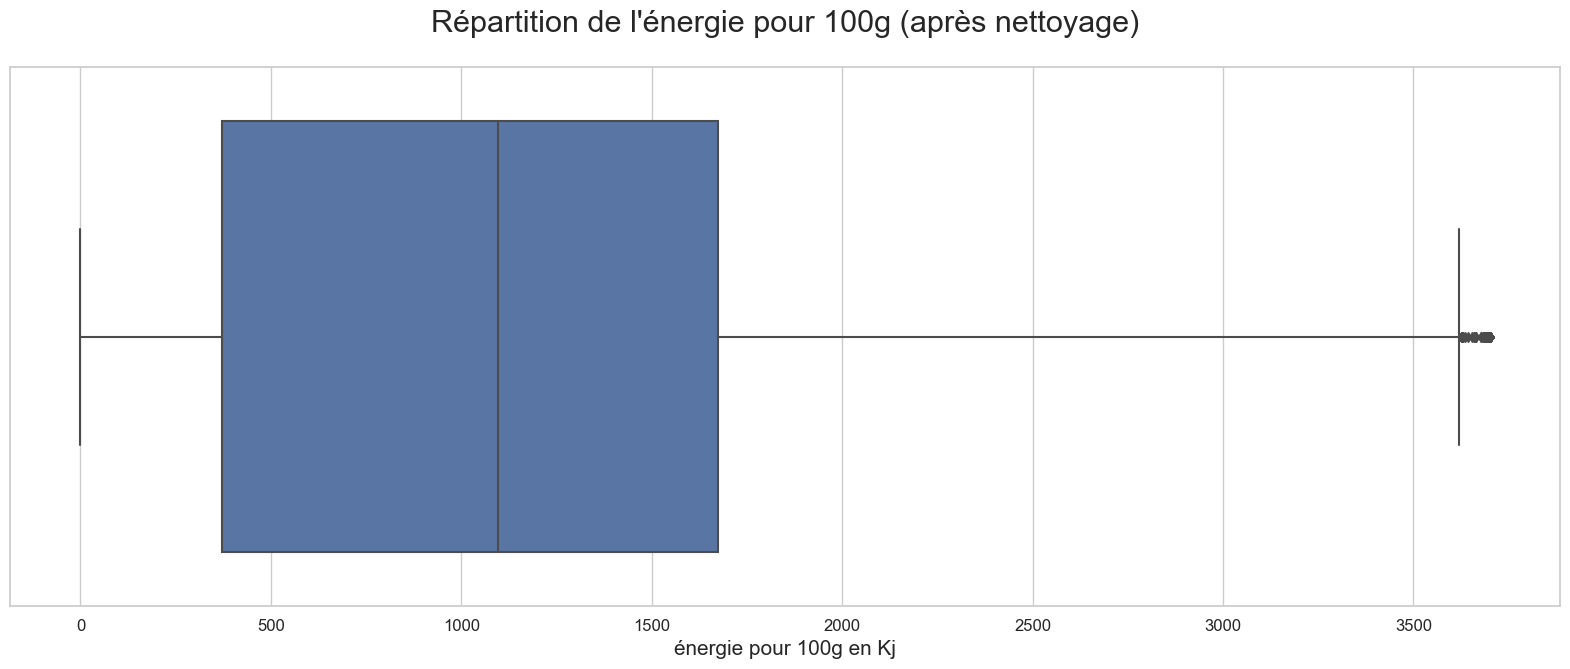 Répartition de l'énergie pour 100g (après nettoyage)
0 500 1000 1500 2000 2500 3000 3500
énergie pour 100g en Kj